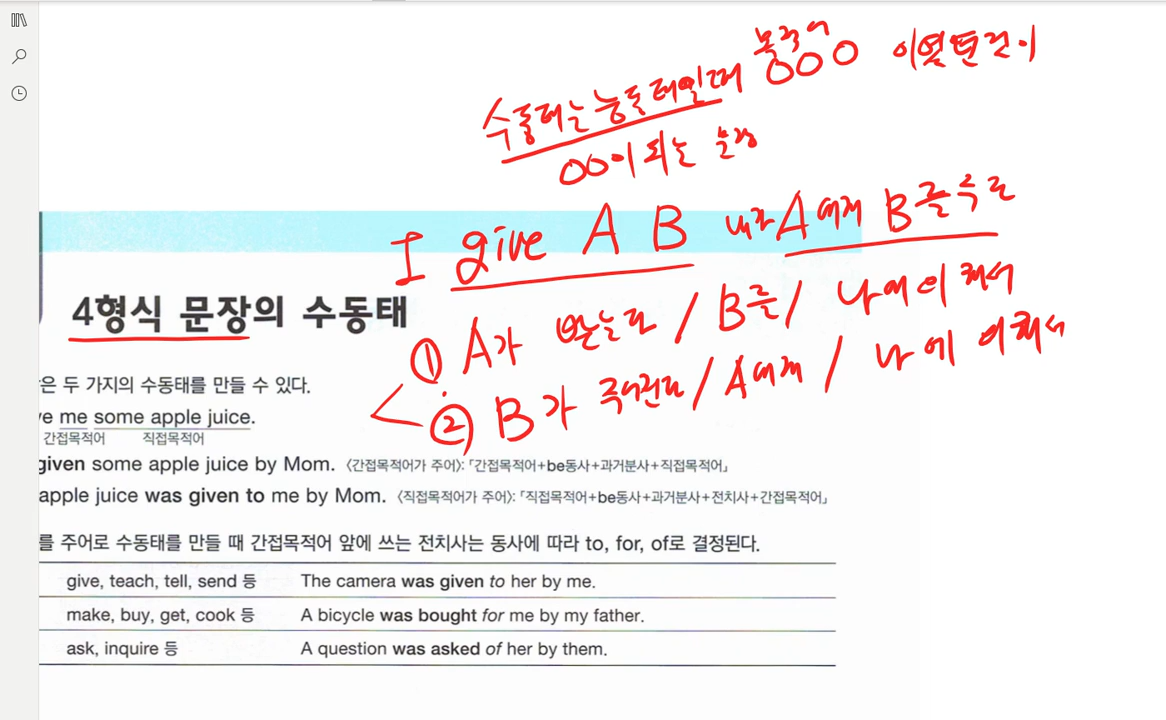 목적어
수동태는 능동태일때 OOO 이였던것이
OO이 되는 문장
I give A B 내가 A에게 B를 주다
4형식 문장의 수동태
① A가 받는다 / B를 / 나에 의해서
② B가 주어진다 / A에게 / 나에 의해서
은 두 가지의 수동태를 만들 수 있다.
ve me some apple juice.
간접목적어 직접목적어
given some apple juice by Mom. 〈간접목적어가 주어〉: 「간접목적어+be동사+과거분사+직접목적어」
apple juice was given to me by Mom. 〈직접목적어가 주어〉: 「직접목적어+be동사+과거분사+전치사+간접목적어」
를 주어로 수동태를 만들 때 간접목적어 앞에 쓰는 전치사는 동사에 따라 to, for, of로 결정된다.
give, teach, tell, send 등 The camera was given to her by me.
make, buy, get, cook 등 A bicycle was bought for me by my father.
ask, inquire 등 A question was asked of her by them.